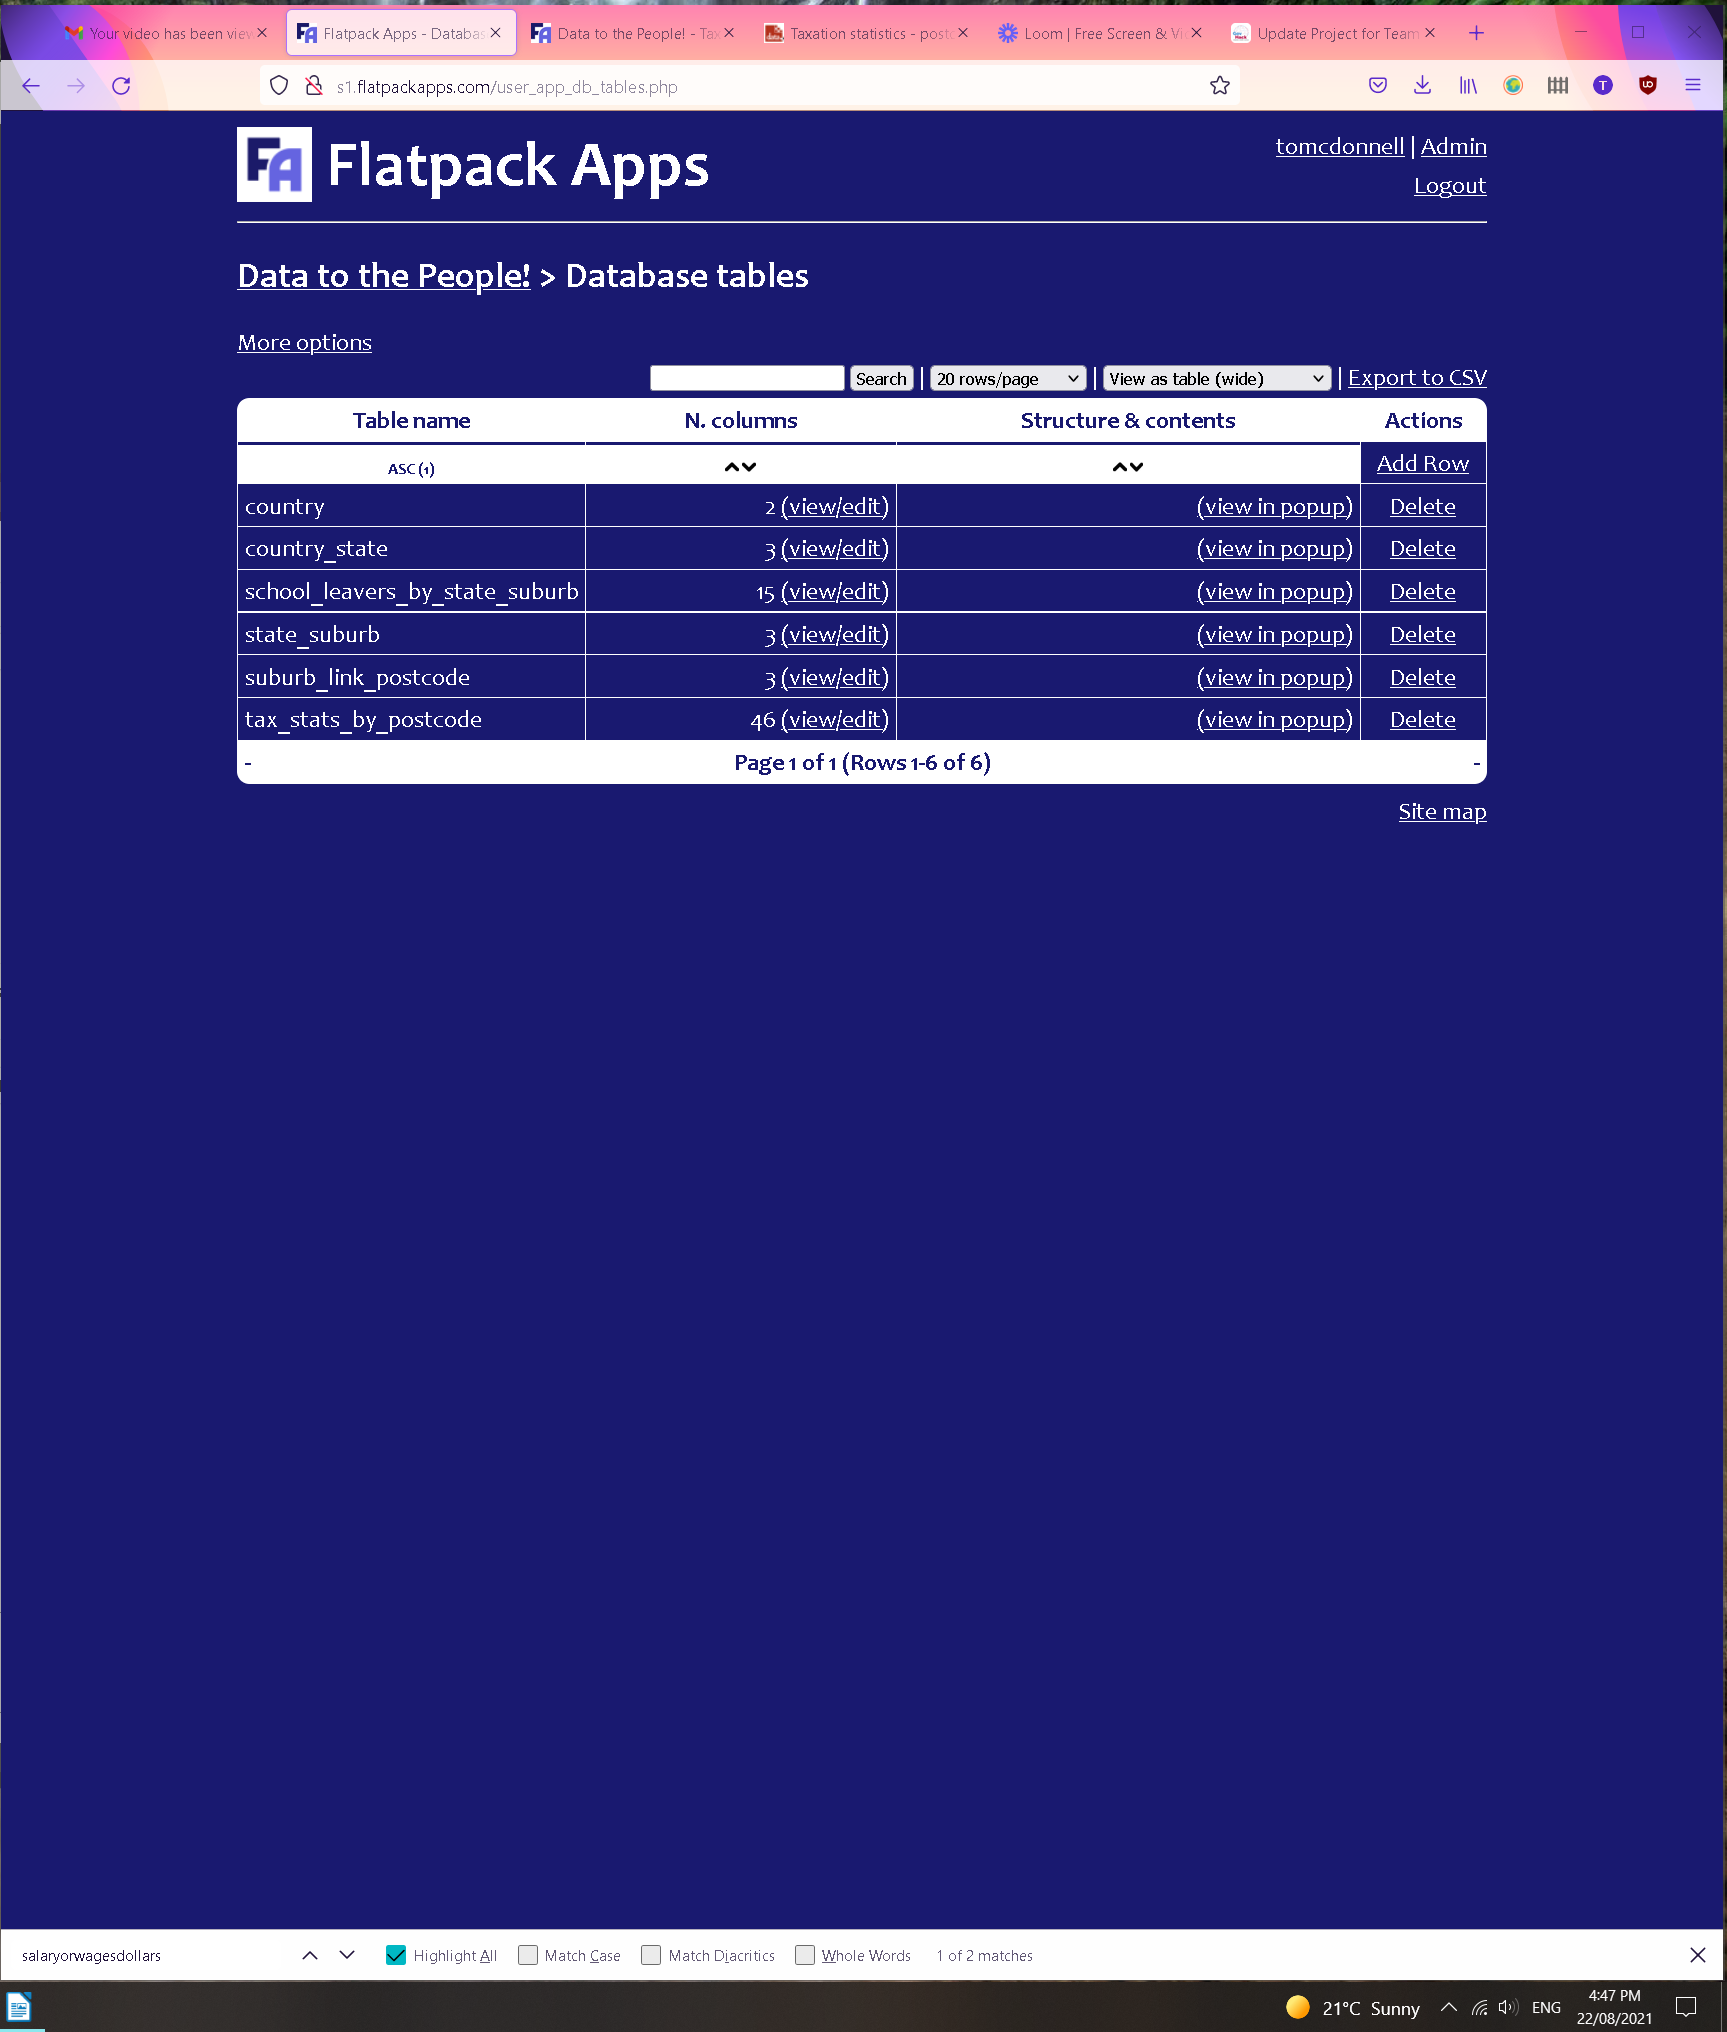 Your video has been view
Flatpack Apps - Databas
Data to the People! - Tax
Taxation statistics - postc
Loom | Free Screen & Vi
Update Project for Team
s1.flatpackapps.com/user_app_db_tables.php
T
FA Flatpack Apps
tomcdonnell | Admin
Logout
Data to the People! > Database tables
More options
Search | 20 rows/page | View as table (wide) | Export to CSV
Table name N. columns Structure & contents Actions
ASC (1) Add Row
country 2 (view/edit) (view in popup) Delete
country_state 3 (view/edit) (view in popup) Delete
school_leavers_by_state_suburb 15 (view/edit) (view in popup) Delete
state_suburb 3 (view/edit) (view in popup) Delete
suburb_link_postcode 3 (view/edit) (view in popup) Delete
tax_stats_by_postcode 46 (view/edit) (view in popup) Delete
- Page 1 of 1 (Rows 1-6 of 6) -
Site map
salaryorwagesdollars Highlight All Match Case Match Diacritics Whole Words 1 of 2 matches
21°C Sunny ENG 4:47 PM
22/08/2021